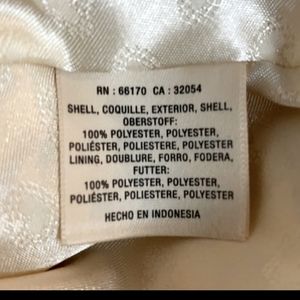 RN : 66170 CA : 32054
SHELL, COQUILLE, EXTERIOR, SHELL,
OBERSTOFF:
100% POLYESTER, POLYESTER,
POLIÉSTER, POLIESTERE, POLYESTER
LINING, DOUBLURE, FORRO, FODERA,
FUTTER:
100% POLYESTER, POLYESTER,
POLIÉSTER, POLIESTERE, POLYESTER
HECHO EN INDONESIA